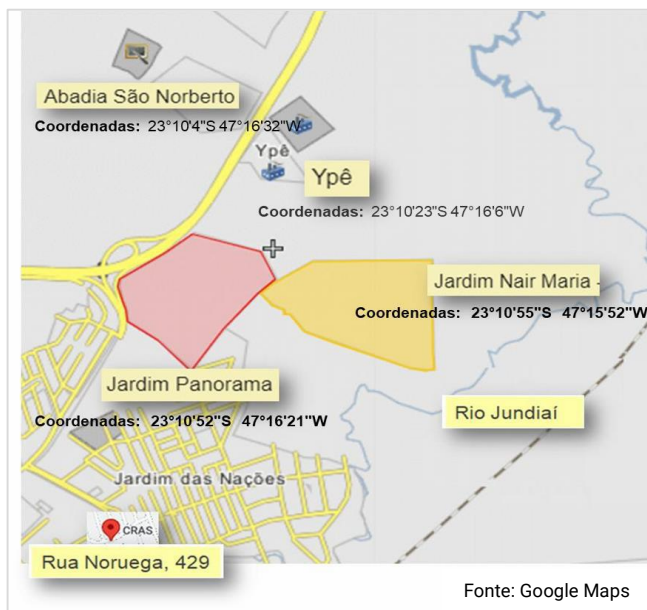 Abadia São Norberto
Coordenadas: 23°10'4"S 47°16'32"W
Ypê
Ypê
Coordenadas: 23°10'23"S 47°16'6"W
Jardim Nair Maria -
Coordenadas: 23°10'55"S 47°15'52"W
Jardim Panorama
Coordenadas: 23°10'52"S 47°16'21"W
Rio Jundiaí
Jardim das Nações
CRAS
Rua Noruega, 429
Fonte: Google Maps